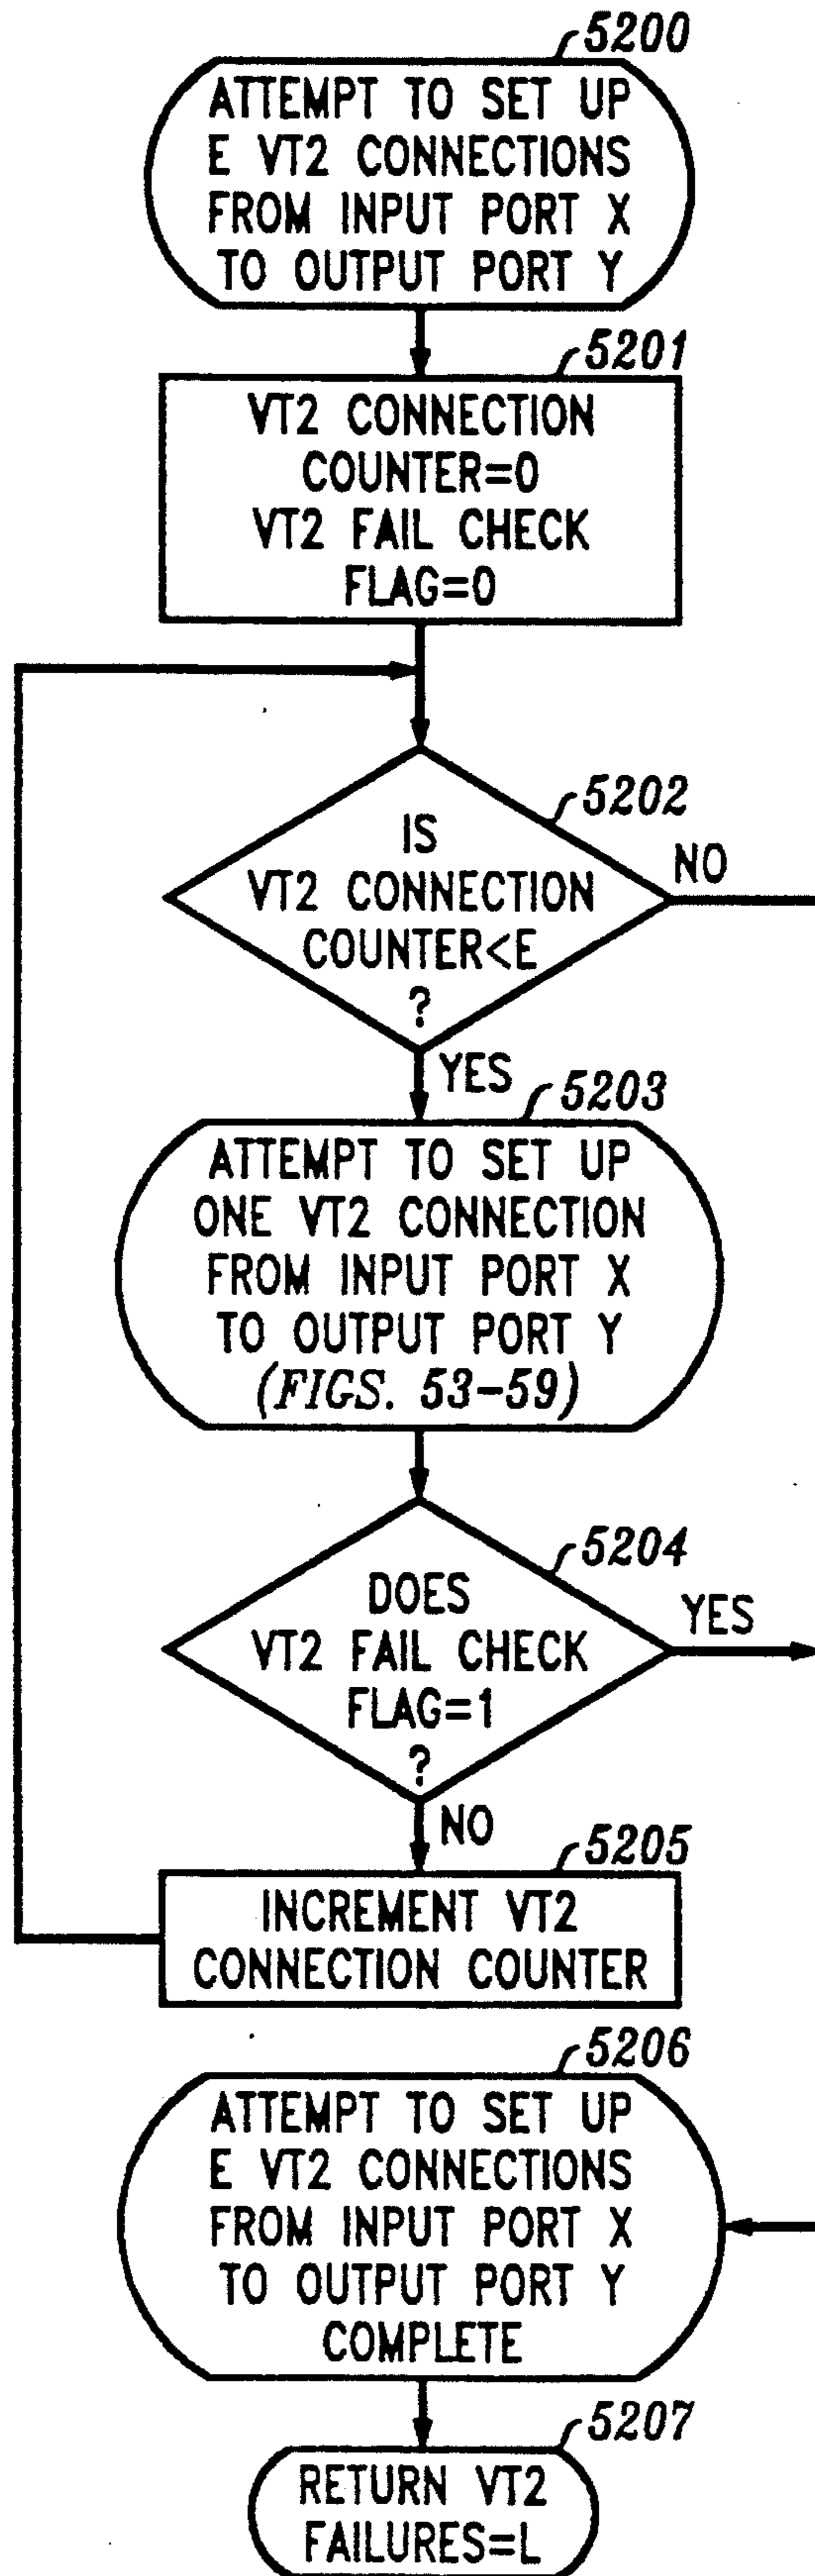 5200
ATTEMPT TO SET UP
E VT2 CONNECTIONS
FROM INPUT PORT X
TO OUTPUT PORT Y
5201
VT2 CONNECTION
COUNTER=0
VT2 FAIL CHECK
FLAG=0
5202
IS
VT2 CONNECTION
COUNTER<E
?
NO
YES
5203
ATTEMPT TO SET UP
ONE VT2 CONNECTION
FROM INPUT PORT X
TO OUTPUT PORT Y
(FIGS. 53-59)
5204
DOES
VT2 FAIL CHECK
FLAG=1
?
YES
NO
5205
INCREMENT VT2
CONNECTION COUNTER
5206
ATTEMPT TO SET UP
E VT2 CONNECTIONS
FROM INPUT PORT X
TO OUTPUT PORT Y
COMPLETE
5207
RETURN VT2
FAILURES=L